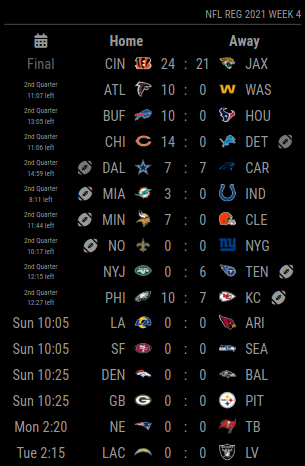 NFL REG 2021 WEEK 4
Home Away
Final CIN 24 : 21 JAX
2nd Quarter
11:07 left
ATL 10 : 0 WAS
2nd Quarter
13:05 left
BUF 10 : 0 HOU
2nd Quarter
11:06 left
CHI 14 : 0 DET
2nd Quarter
14:59 left
DAL 7 : 7 CAR
2nd Quarter
8:11 left
MIA 3 : 0 IND
2nd Quarter
11:44 left
MIN 7 : 0 CLE
2nd Quarter
10:17 left
NO 0 : 0 NYG
2nd Quarter
12:15 left
NYJ 0 : 6 TEN
2nd Quarter
12:27 left
PHI 10 : 7 KC
Sun 10:05 LA 0 : 0 ARI
Sun 10:05 SF 0 : 0 SEA
Sun 10:25 DEN 0 : 0 BAL
Sun 10:25 GB 0 : 0 PIT
Mon 2:20 NE 0 : 0 TB
Tue 2:15 LAC 0 : 0 LV